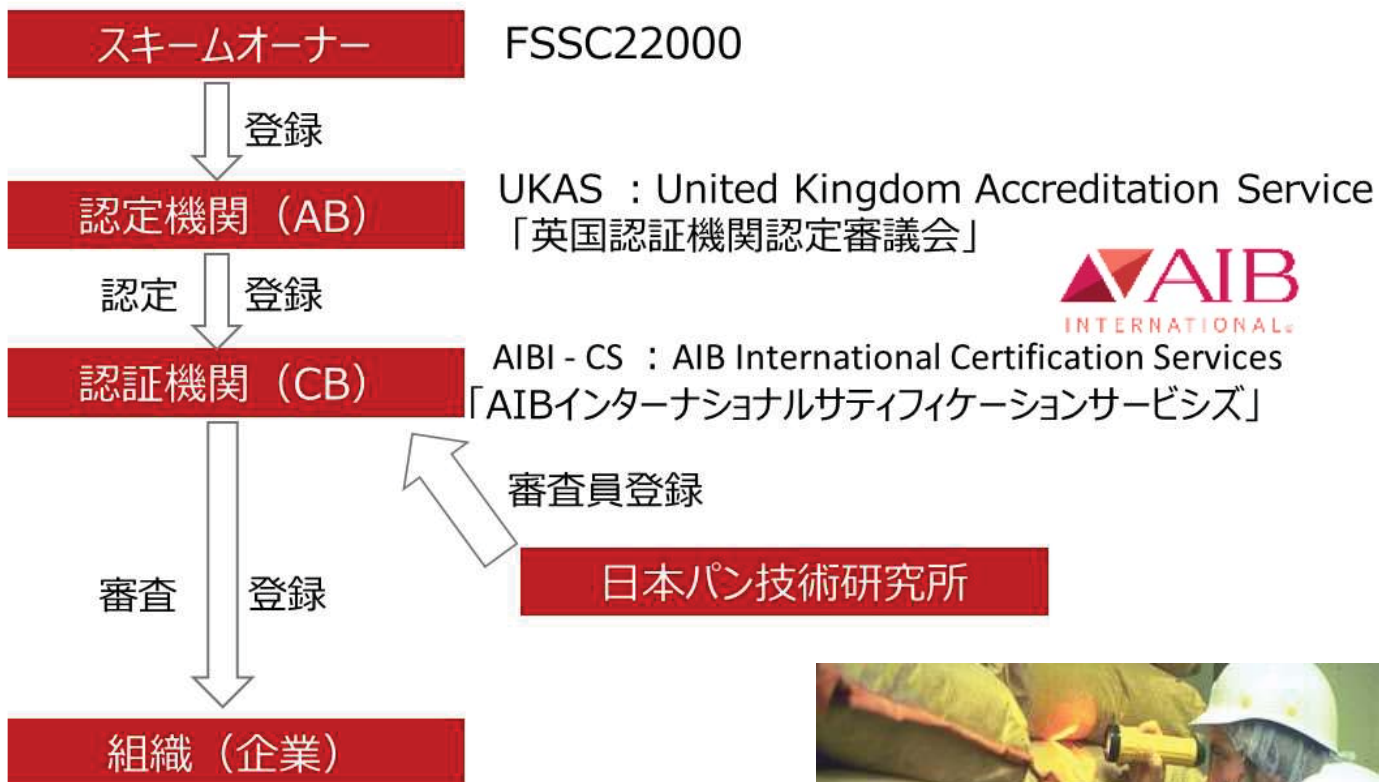 スキームオーナー
FSSC22000
登録
認定機関（AB）
UKAS ：United Kingdom Accreditation Service
「英国認証機関認定審議会」
認定
登録
AIB
INTERNATIONAL®
認証機関（CB）
AIBI - CS ：AIB International Certification Services
「AIBインターナショナルサティフィケーションサービシズ」
審査員登録
日本パン技術研究所
審査
登録
組織（企業）